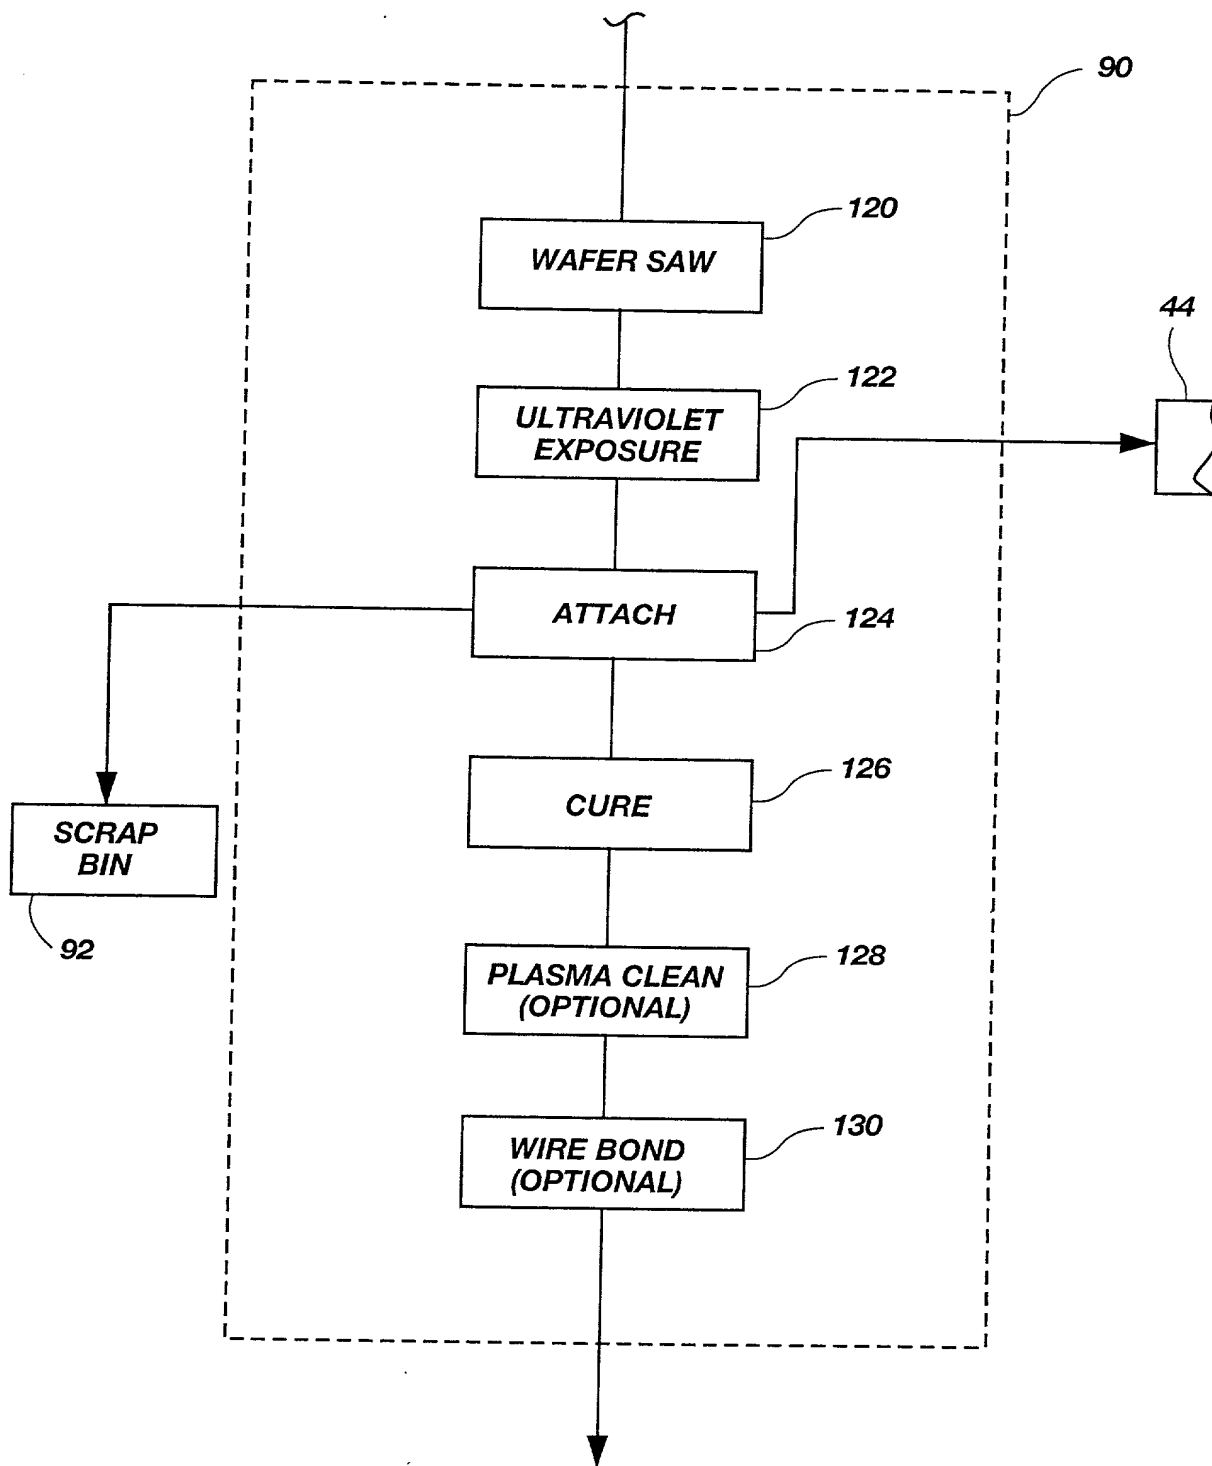 90
120
WAFER SAW
44
122
ULTRAVIOLET
EXPOSURE
ATTACH
124
126
CURE
SCRAP
BIN
92
128
PLASMA CLEAN
(OPTIONAL)
130
WIRE BOND
(OPTIONAL)